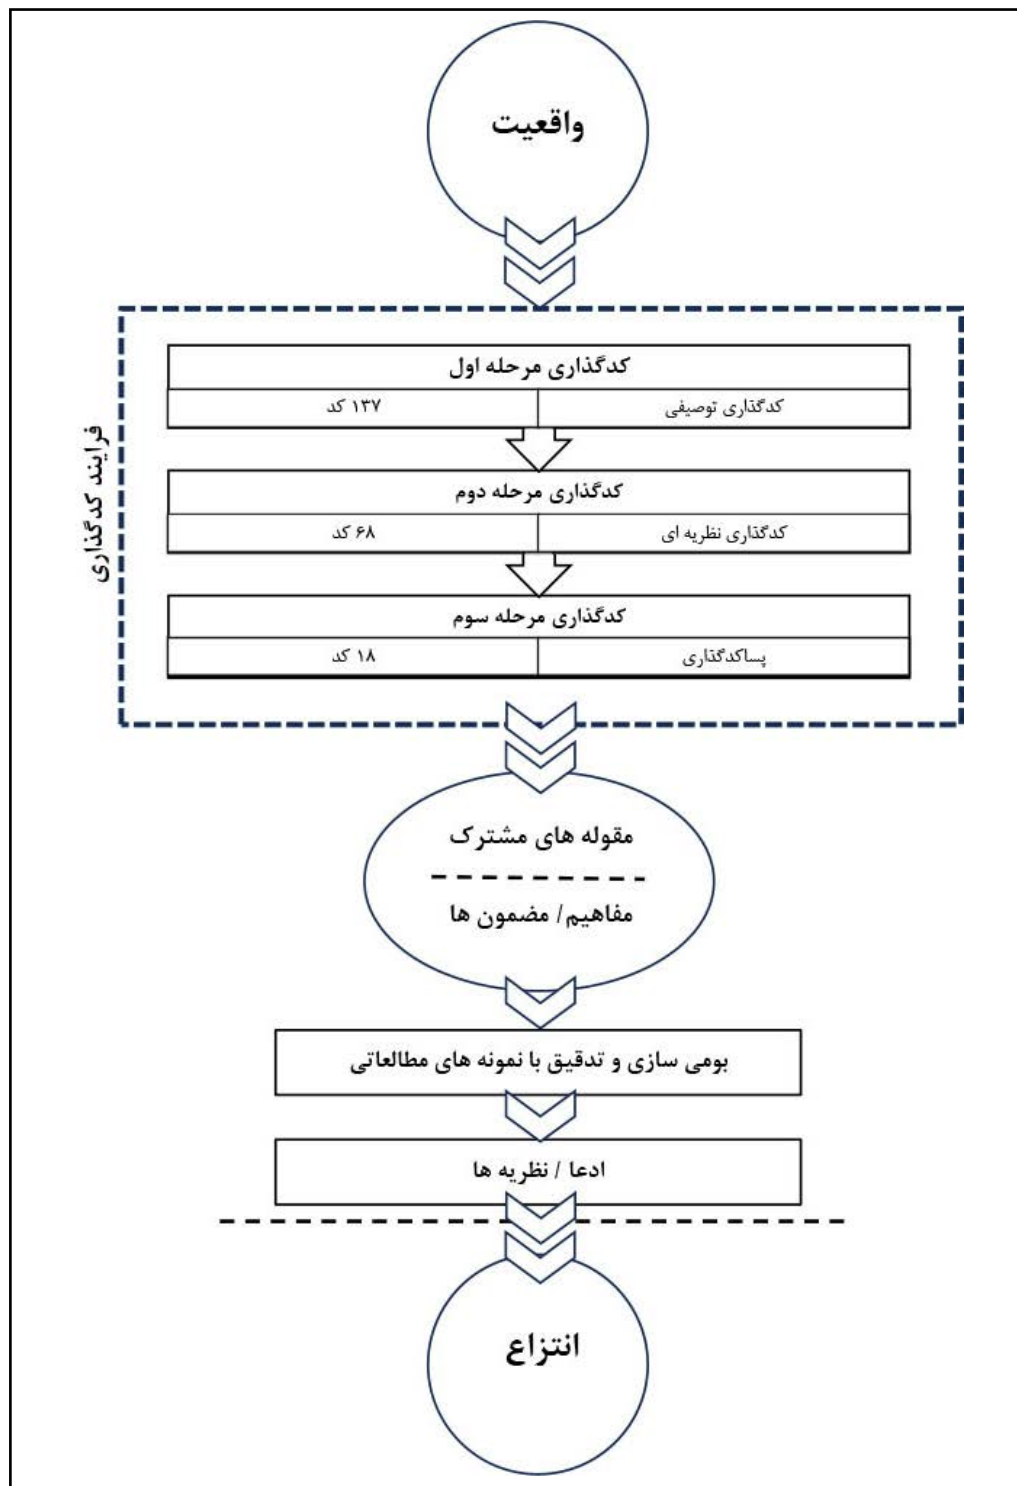 واقعیت
فرایند کدگذاری
کدگذاری مرحله اول
کدگذاری توصیفی
۱۳۷ کد
کدگذاری مرحله دوم
کدگذاری نظریه ای
۶۸ کد
کدگذاری مرحله سوم
پساکدگذاری
۱۸ کد
مقوله های مشترک
مفاهیم/ مضمون ها
بومی سازی و تدقیق با نمونه های مطالعاتی
ادعا / نظریه ها
انتزاع